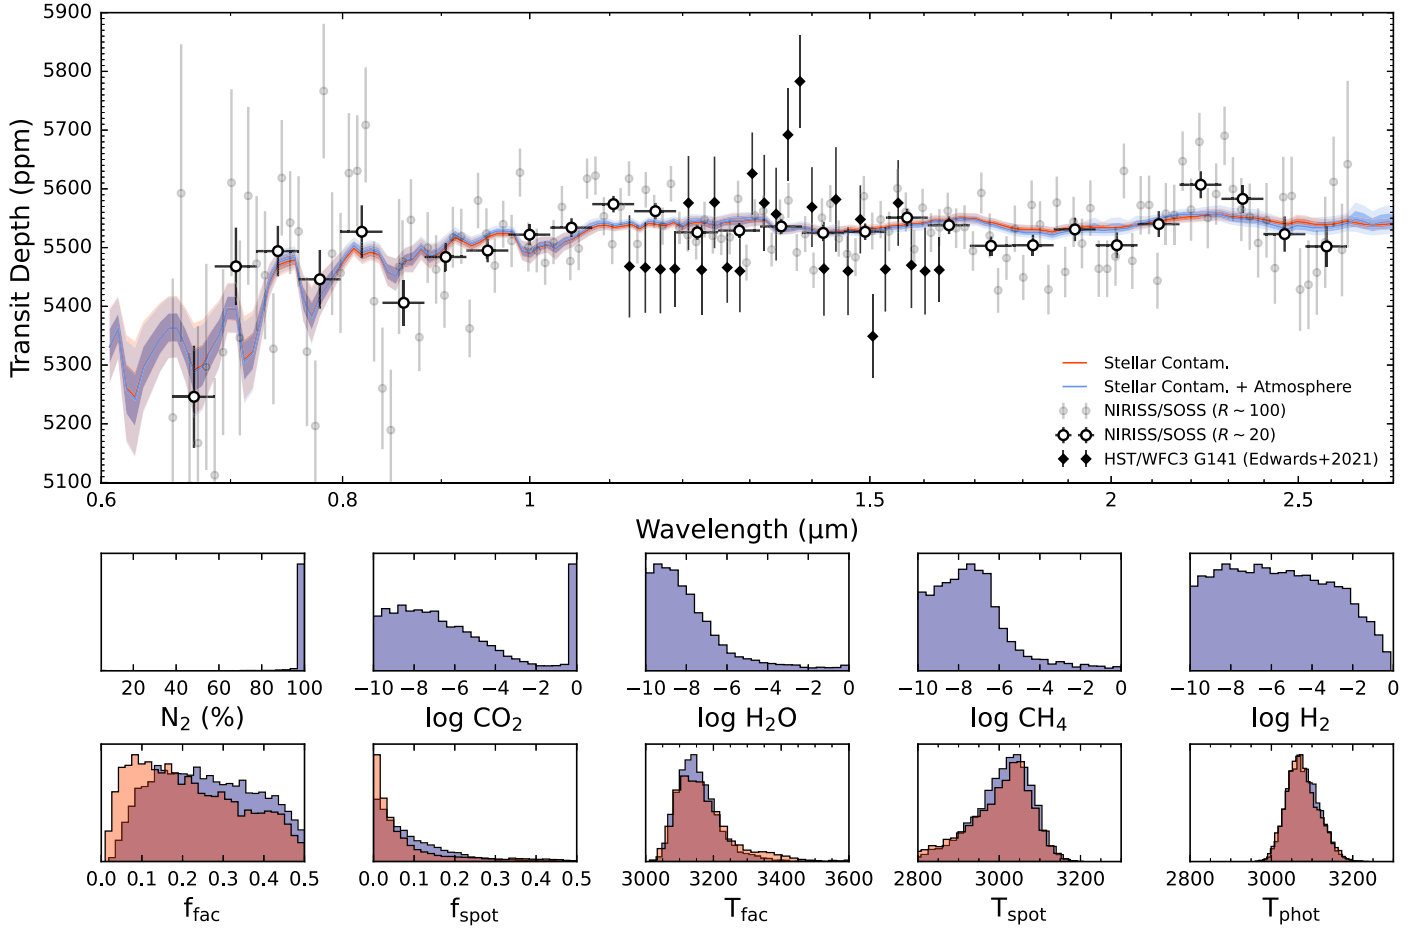 5900
5800
5700
5600
5500
5400
5300
5200
5100
Transit Depth (ppm)
Stellar Contam.
Stellar Contam. + Atmosphere
NIRISS/SOSS (R ~ 100)
NIRISS/SOSS (R ~ 20)
HST/WFC3 G141 (Edwards+2021)
0.6 0.8 1 1.5 2 2.5
Wavelength (μm)
20 40 60 80 100 −10 −8 −6 −4 −2 0 −10 −8 −6 −4 −2 0 −10 −8 −6 −4 −2 0 −10 −8 −6 −4 −2 0
N₂ (%) log CO₂ log H₂O log CH₄ log H₂
0.0 0.1 0.2 0.3 0.4 0.5 0.0 0.1 0.2 0.3 0.4 0.5 3000 3200 3400 3600 2800 3000 3200 2800 3000 3200
f_fac f_spot T_fac T_spot T_phot